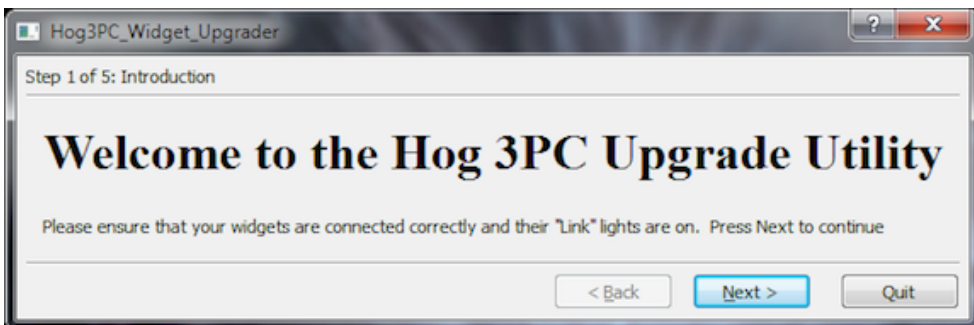 Hog3PC_Widget_Upgrader
Step 1 of 5: Introduction
Welcome to the Hog 3PC Upgrade Utility
Please ensure that your widgets are connected correctly and their "Link" lights are on.  Press Next to continue
< Back Next > Quit